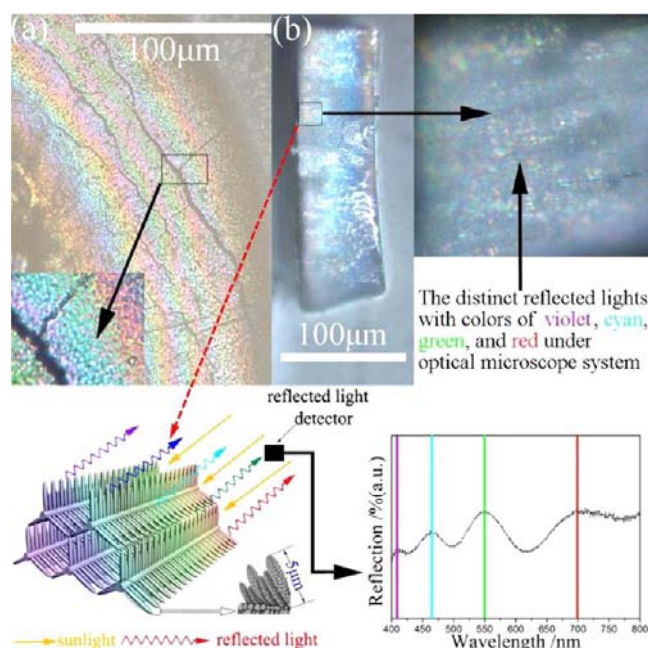 (a)
100μm
(b)
100μm
The distinct reflected lights
with colors of violet, cyan,
green, and red under
optical microscope system
reflected light
detector
5μm
sunlight
reflected light
Reflection /%(a.u.)
400 450 500 550 600 650 700 750 800
Wavelength /nm